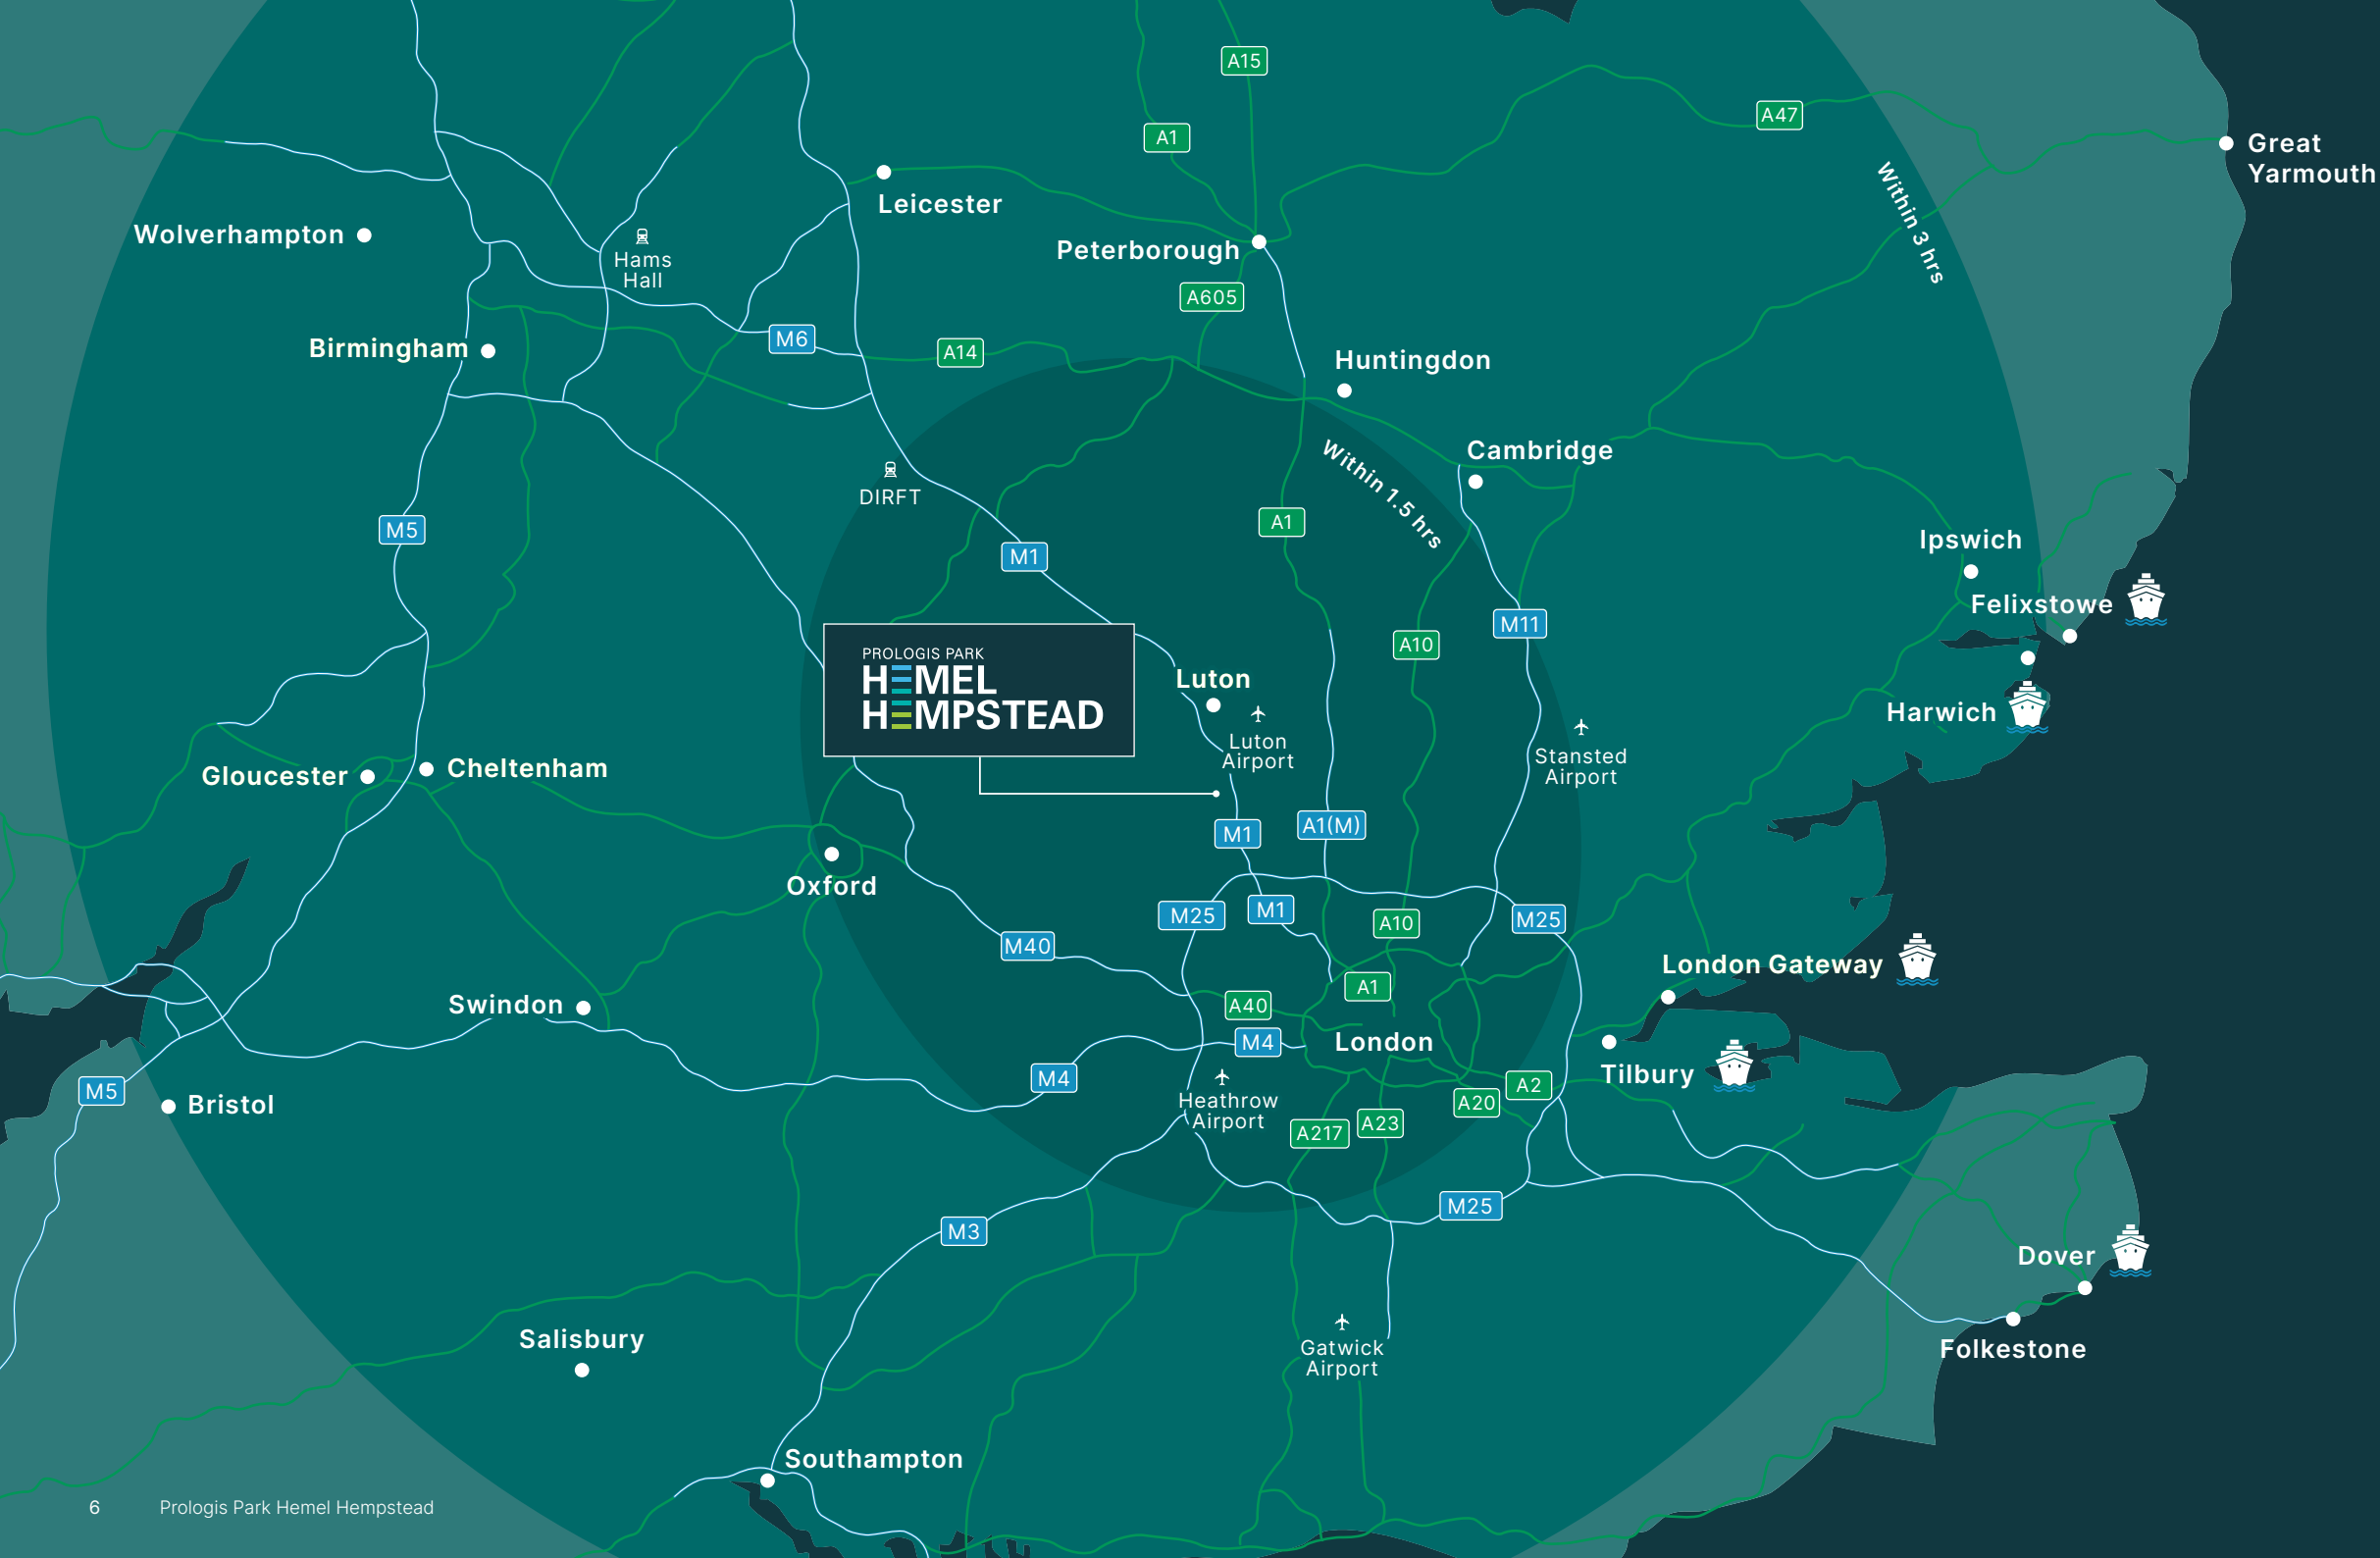 A15
A47
A1
Great
Yarmouth
Within 3 hrs
Leicester
Wolverhampton
Peterborough
Hams
Hall
A605
M6
Birmingham
A14
Huntingdon
Cambridge
Within 1.5 hrs
DIRFT
M5
A1
M1
Ipswich
Felixstowe
M11
A10
PROLOGIS PARK
HEMEL
HEMPSTEAD
Luton
Harwich
Luton
Airport
Stansted
Airport
Gloucester
Cheltenham
M1
A1(M)
Oxford
M25
M1
A10
M25
M40
London Gateway
A1
Swindon
A40
M4
London
Tilbury
M4
M5
Bristol
Heathrow
Airport
A2
A20
A217
A23
M25
M3
Dover
Salisbury
Gatwick
Airport
Folkestone
Southampton
6
Prologis Park Hemel Hempstead